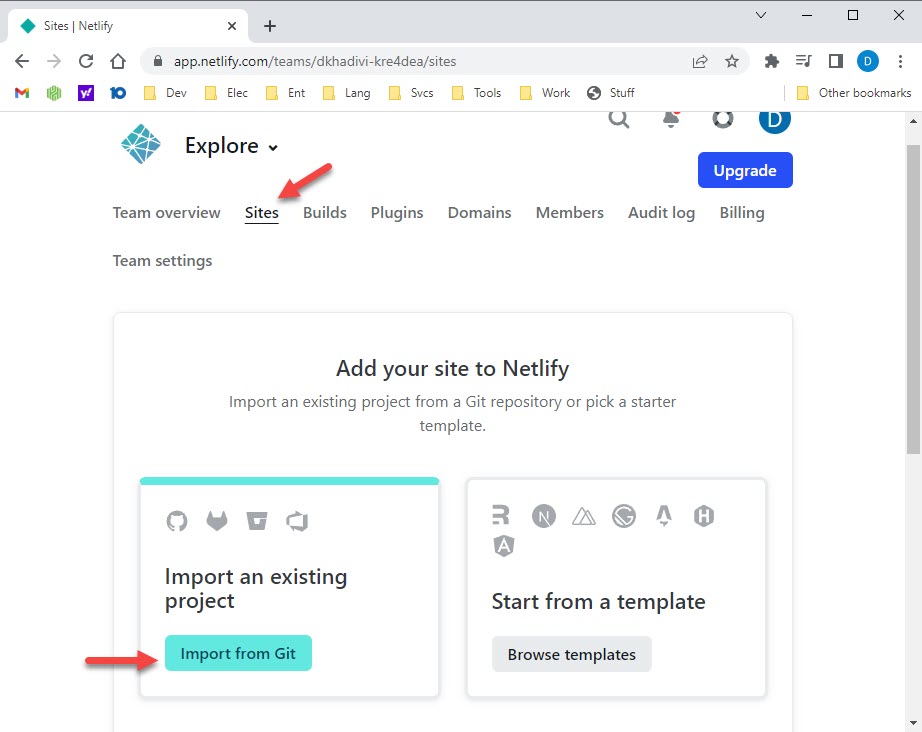 Sites | Netlify
app.netlify.com/teams/dkhadivi-kre4dea/sites
D
M y! 10 Dev Elec Ent Lang Svcs Tools Work Stuff Other bookmarks
Explore
D
Upgrade
Team overview Sites Builds Plugins Domains Members Audit log Billing
Team settings
Add your site to Netlify
Import an existing project from a Git repository or pick a starter
template.
R N G H
A
Import an existing
project
Start from a template
Import from Git
Browse templates